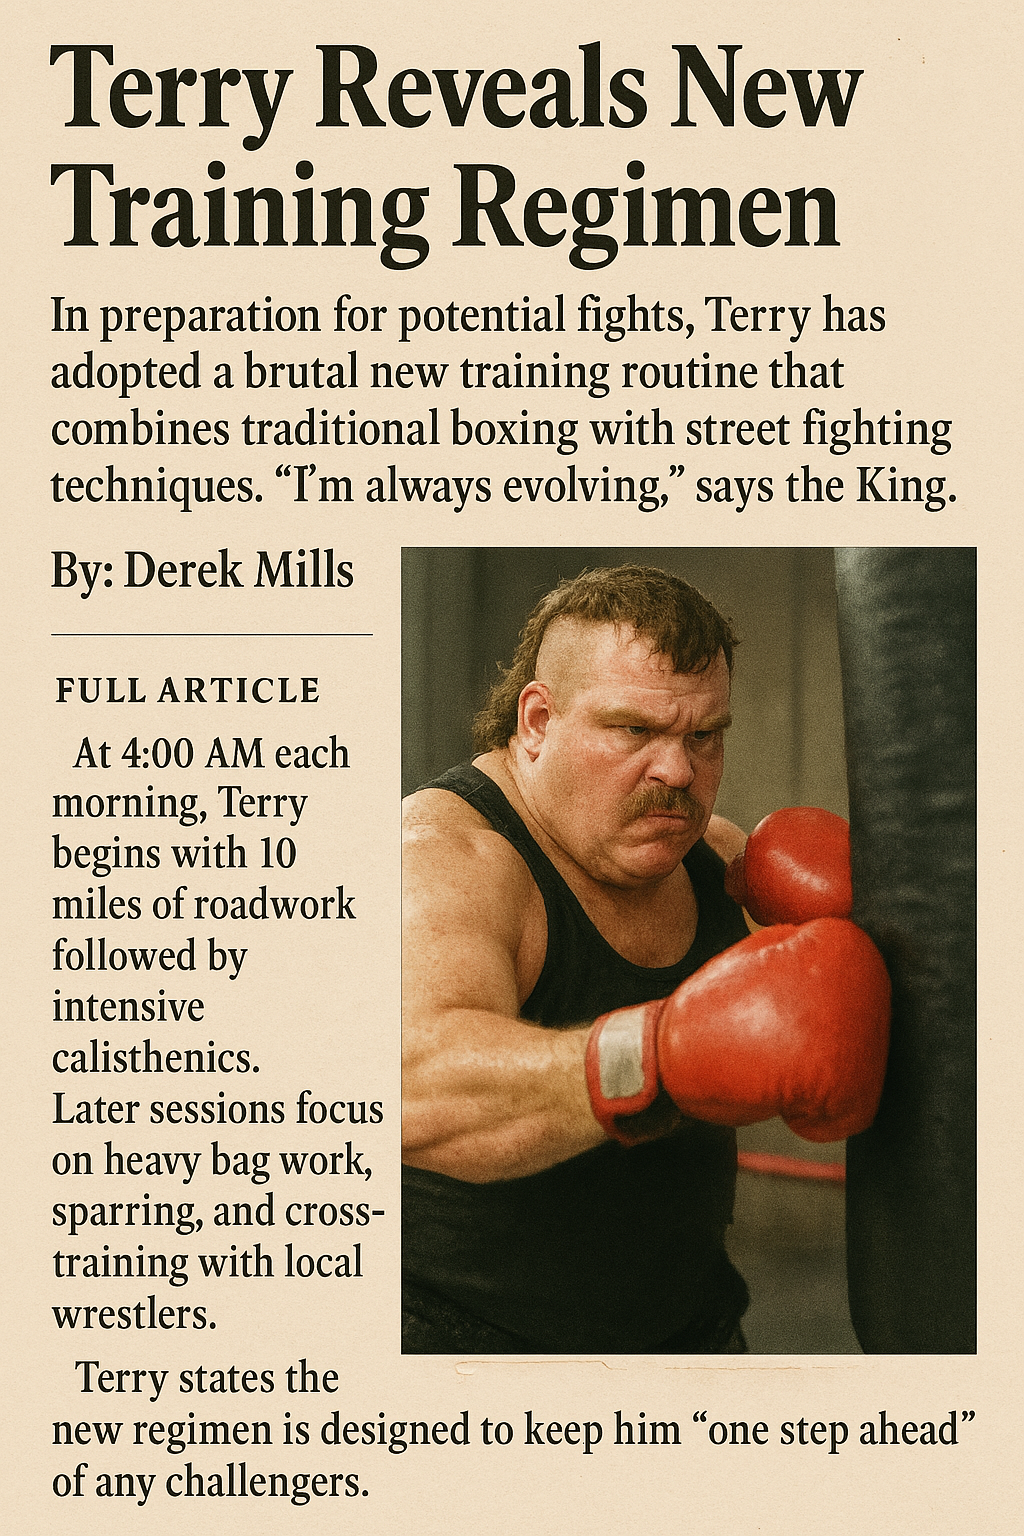 Terry Reveals New
Training Regimen
In preparation for potential fights, Terry has
adopted a brutal new training routine that
combines traditional boxing with street fighting
techniques. “I’m always evolving,” says the King.
By: Derek Mills
FULL ARTICLE
At 4:00 AM each
morning, Terry
begins with 10
miles of roadwork
followed by
intensive
calisthenics.
Later sessions focus
on heavy bag work,
sparring, and cross-
training with local
wrestlers.
Terry states the
new regimen is designed to keep him “one step ahead”
of any challengers.